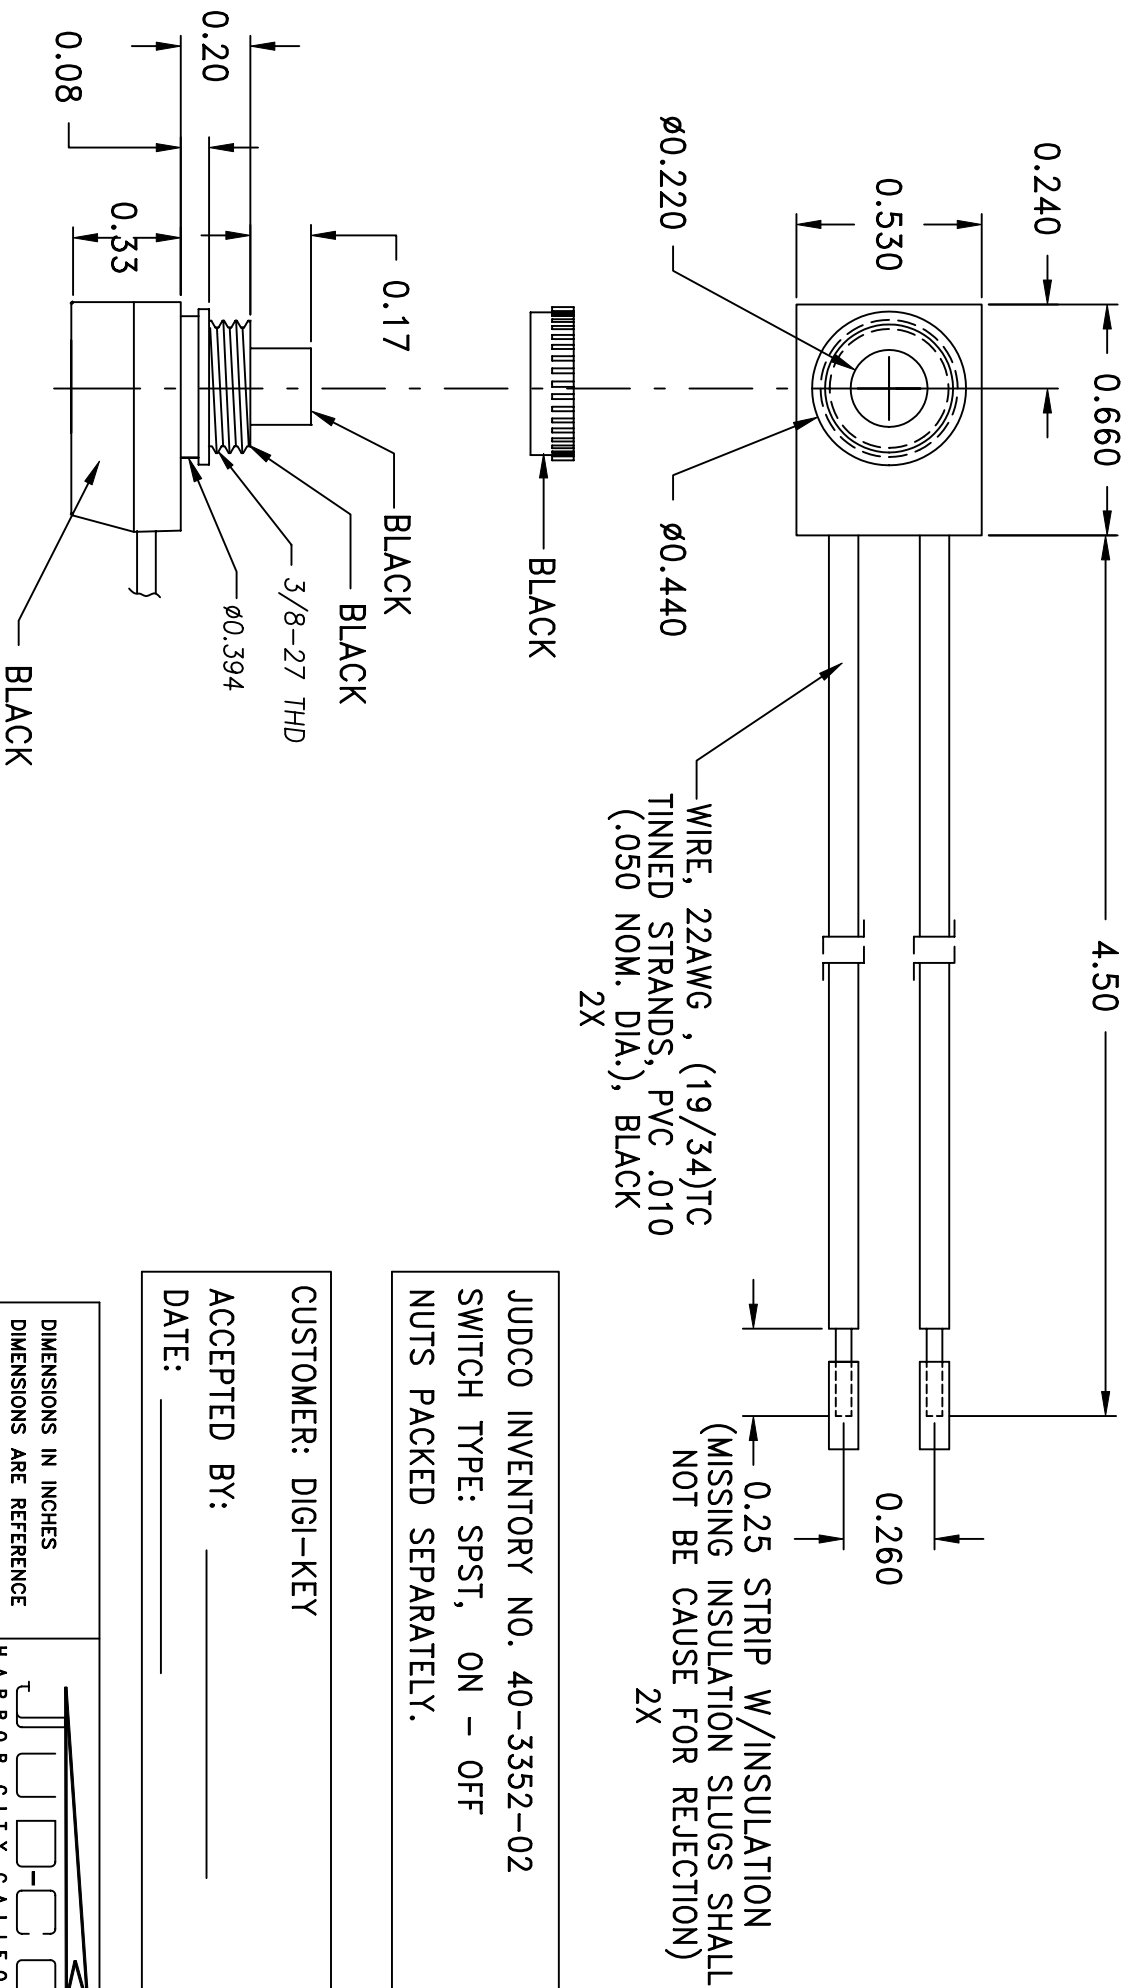 0.240
0.660
4.50
0.530
ø0.220
ø0.440
WIRE, 22AWG , (19/34)TC
TINNED STRANDS, PVC .010
(.050 NOM. DIA.), BLACK
2X
0.260
0.25 STRIP W/INSULATION
(MISSING INSULATION SLUGS SHALL
NOT BE CAUSE FOR REJECTION)
2X
BLACK
0.17
0.20
0.08
0.33
BLACK
BLACK
3/8-27 THD
ø0.394
BLACK
JUDCO INVENTORY NO. 40-3352-02
SWITCH TYPE: SPST, ON - OFF
NUTS PACKED SEPARATELY.
CUSTOMER: DIGI-KEY
ACCEPTED BY:
DATE:
DIMENSIONS IN INCHES
DIMENSIONS ARE REFERENCE